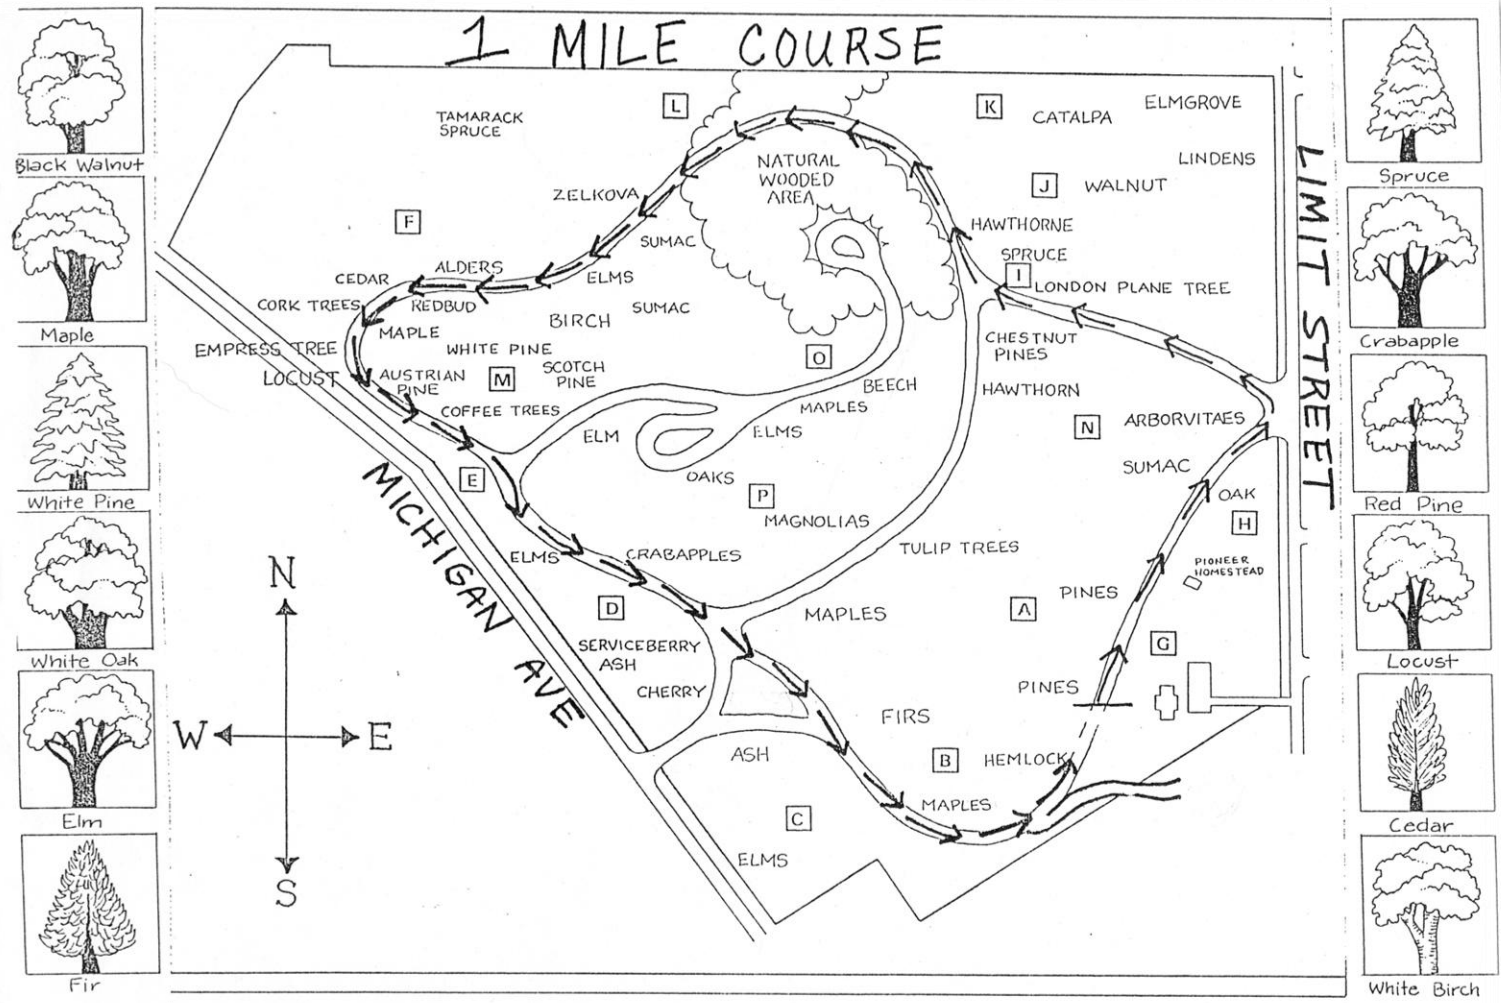 1 MILE COURSE
Black Walnut
Maple
White Pine
White Oak
Elm
Fir
L
K
TAMARACK
SPRUCE
CATALPA
ELMGROVE
LINDENS
NATURAL
WOODED
AREA
J
WALNUT
ZELKOVA
F
HAWTHORNE
SUMAC
SPRUCE
I
LONDON PLANE TREE
CEDAR
ALDERS
ELMS
CORK TREES
REDBUD
SUMAC
MAPLE
BIRCH
EMPRESS TREE
WHITE PINE
CHESTNUT
PINES
LOCUST
AUSTRIAN
PINE
M
SCOTCH
PINE
O
BEECH
HAWTHORN
COFFEE TREES
MAPLES
ELM
ELMS
N
ARBORVITAES
E
OAKS
SUMAC
P
OAK
MAGNOLIAS
H
ELMS
CRABAPPLES
TULIP TREES
PIONEER
HOMESTEAD
D
MAPLES
A
PINES
SERVICEBERRY
ASH
G
CHERRY
PINES
FIRS
ASH
B
HEMLOCK
MAPLES
C
ELMS
MICHIGAN AVE
LIMIT STREET
N
W
E
S
Spruce
Crabapple
Red Pine
Locust
Cedar
White Birch